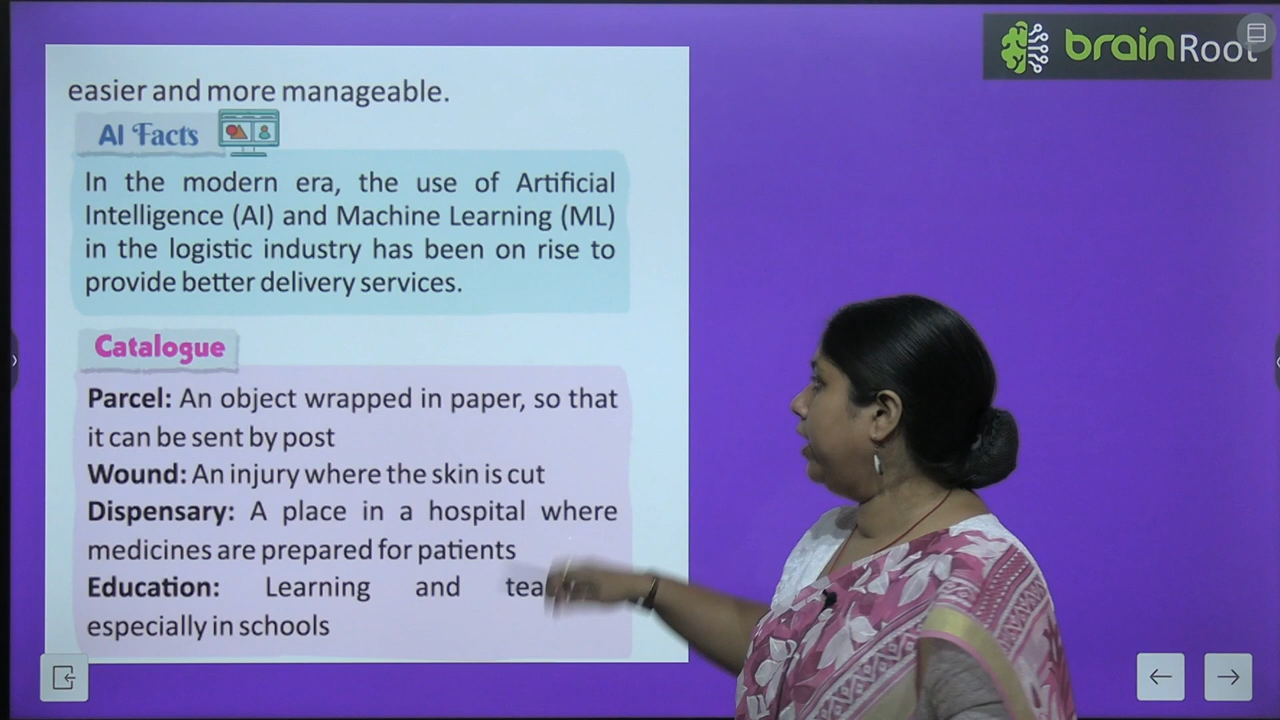 brainRoot
easier and more manageable.
AI Facts
In the modern era, the use of Artificial
Intelligence (AI) and Machine Learning (ML)
in the logistic industry has been on rise to
provide better delivery services.
Catalogue
Parcel: An object wrapped in paper, so that
it can be sent by post
Wound: An injury where the skin is cut
Dispensary: A place in a hospital where
medicines are prepared for patients
Education: Learning and
especially in schools